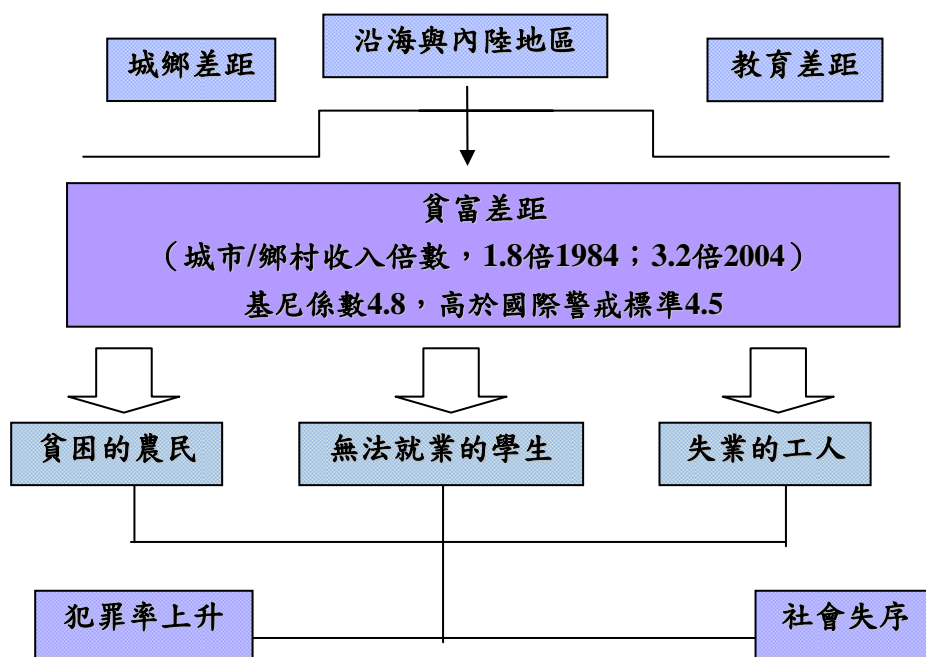 城鄉差距
沿海與內陸地區
教育差距
貧富差距
（城市/鄉村收入倍數，1.8倍1984；3.2倍2004）
基尼係數4.8，高於國際警戒標準4.5
貧困的農民
無法就業的學生
失業的工人
犯罪率上升
社會失序